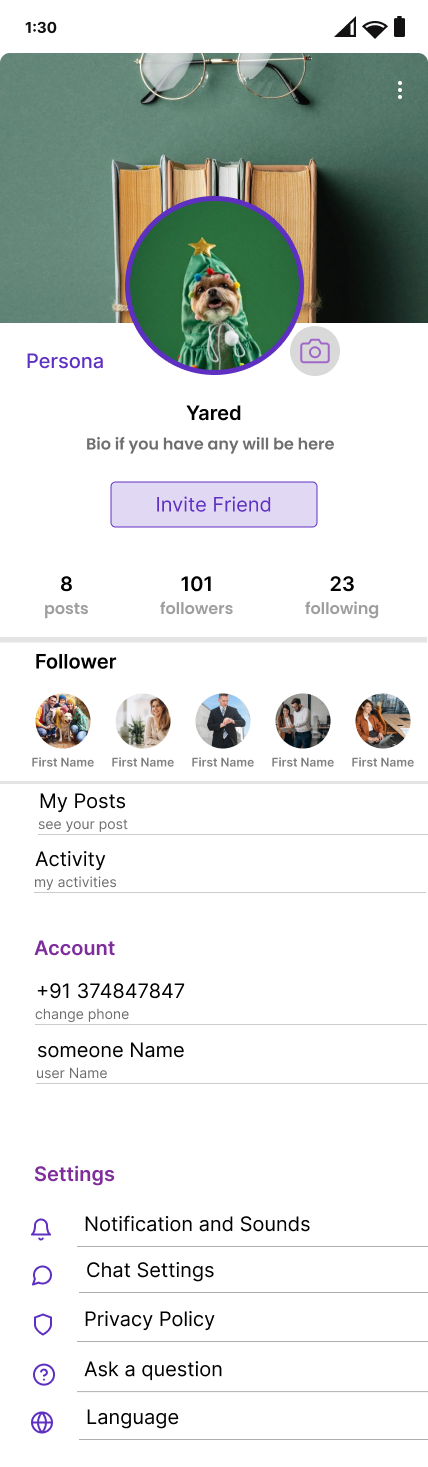 1:30
Persona
Yared
Bio if you have any will be here
Invite Friend
8 101 23
posts followers following
Follower
First Name First Name First Name First Name First Name
My Posts
see your post
Activity
my activities
Account
+91 374847847
change phone
someone Name
user Name
Settings
Notification and Sounds
Chat Settings
Privacy Policy
Ask a question
Language